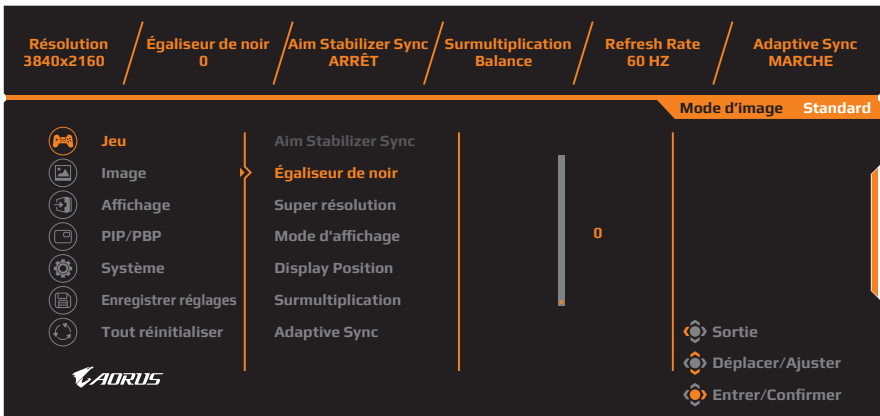 Résolution Égaliseur de noir Aim Stabilizer Sync Surmultiplication Refresh Rate Adaptive Sync
3840x2160 0 ARRÊT Balance 60 HZ MARCHE
Mode d'image Standard
Jeu Aim Stabilizer Sync
Image Égaliseur de noir
Affichage Super résolution
PIP/PBP Mode d'affichage 0
Système Display Position
Enregistrer réglages Surmultiplication
Tout réinitialiser Adaptive Sync Sortie
Déplacer/Ajuster
AORUS
Entrer/Confirmer